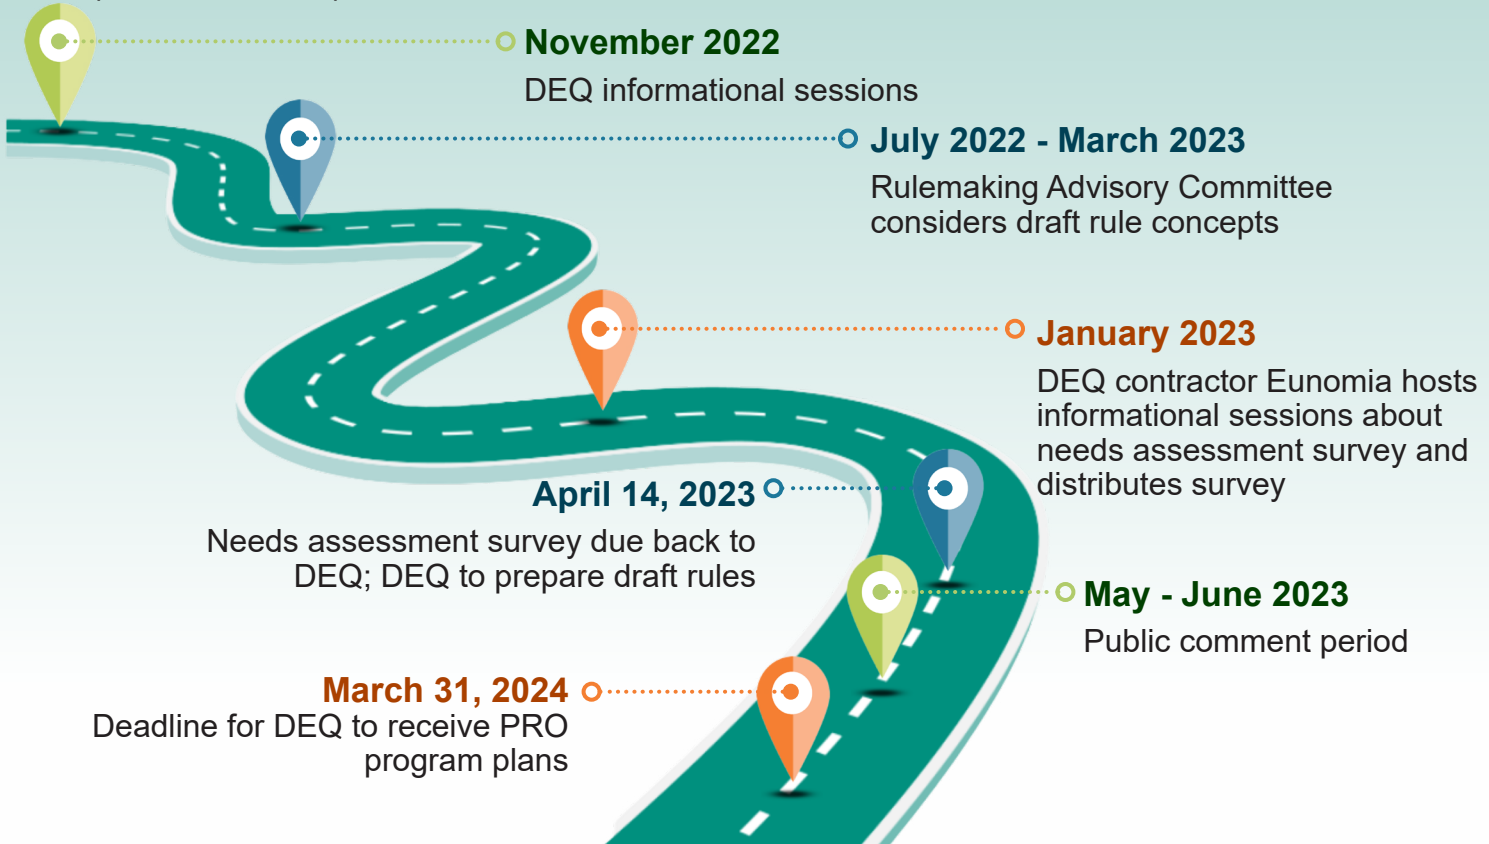 November 2022
DEQ informational sessions
July 2022 - March 2023
Rulemaking Advisory Committee
considers draft rule concepts
January 2023
DEQ contractor Eunomia hosts
informational sessions about
needs assessment survey and
distributes survey
April 14, 2023
Needs assessment survey due back to
DEQ; DEQ to prepare draft rules
May - June 2023
Public comment period
March 31, 2024
Deadline for DEQ to receive PRO
program plans